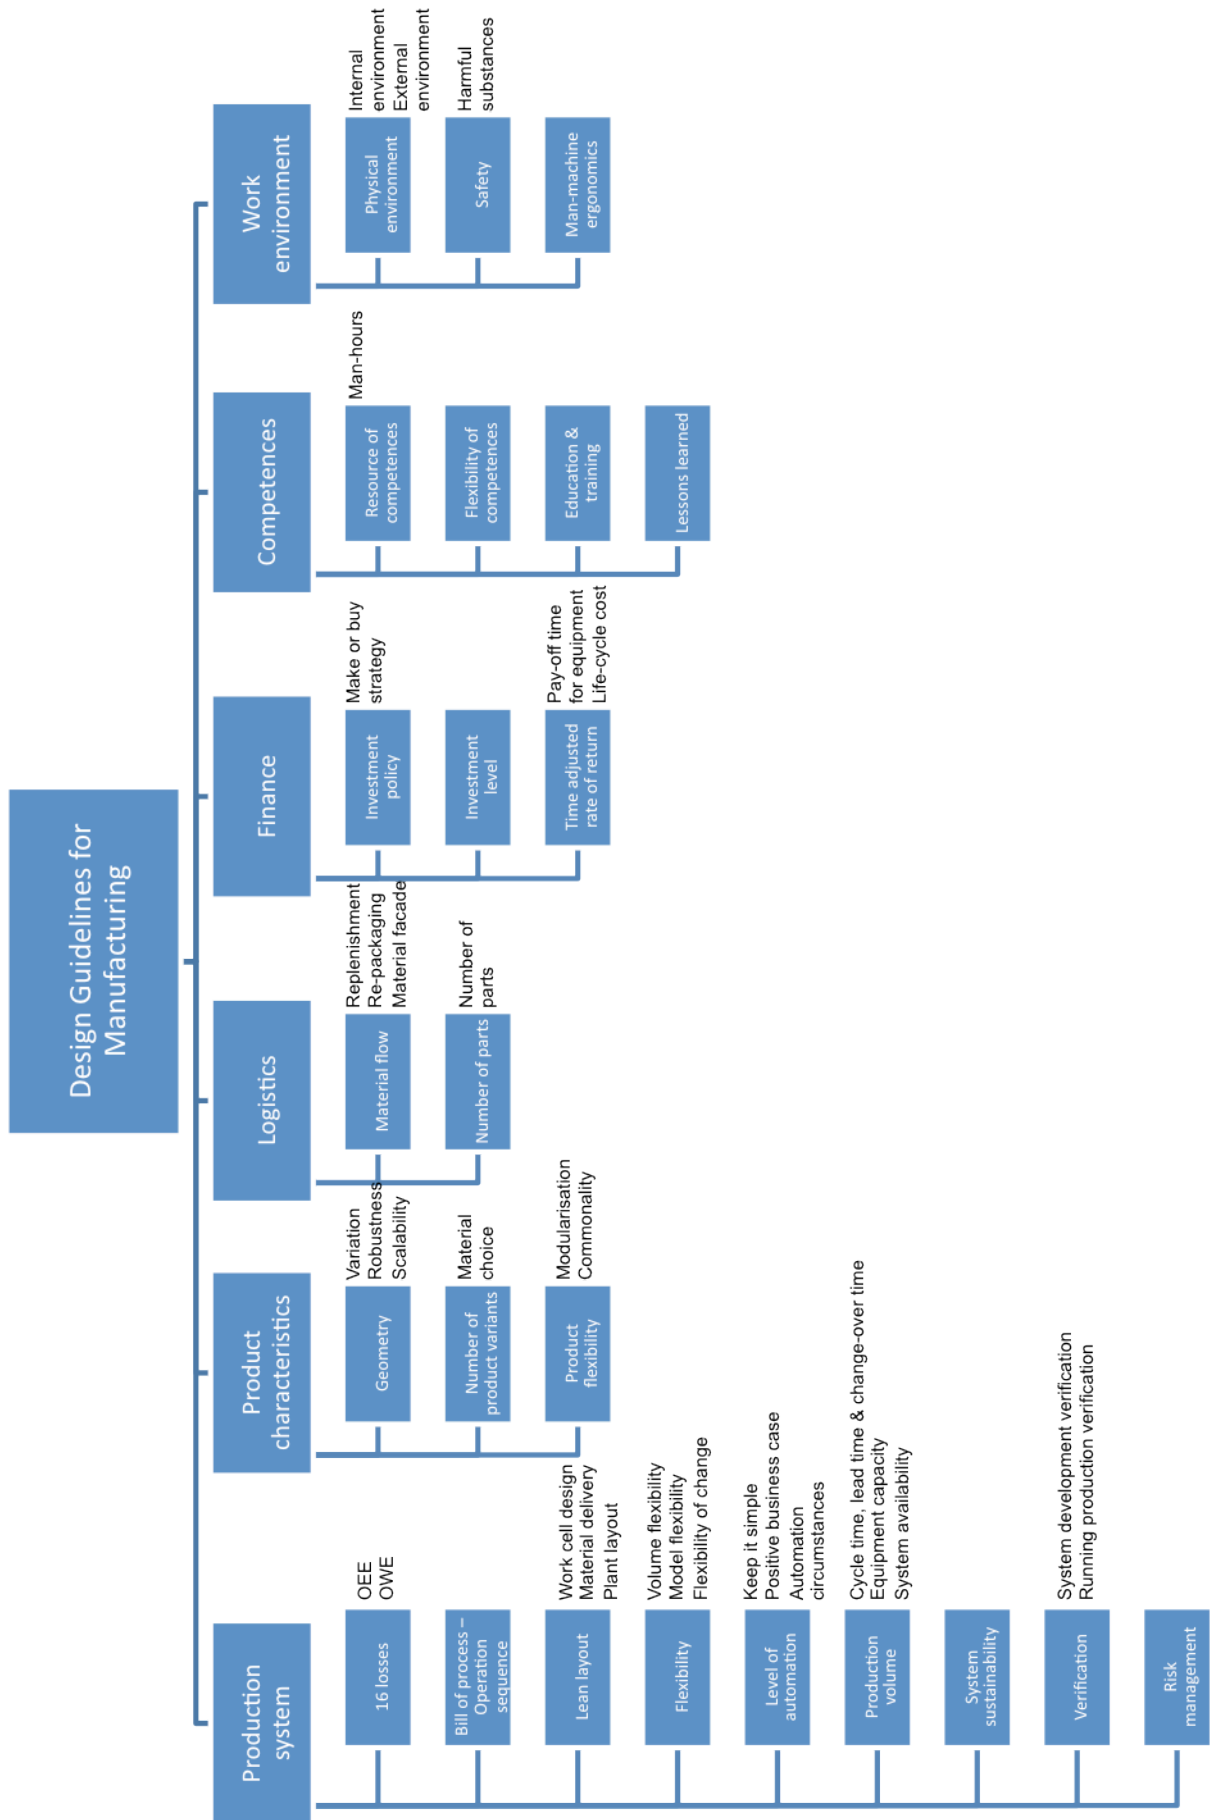 Design Guidelines for
Manufacturing
Production
system
16 losses
OEE
OWE
Bill of process –
Operation
sequence
Lean layout
Work cell design
Material delivery
Plant layout
Flexibility
Volume flexibility
Model flexibility
Flexibility of change
Level of
automation
Keep it simple
Positive business case
Automation
circumstances
Production
volume
Cycle time, lead time & change-over time
Equipment capacity
System availability
System
sustainability
Verification
System development verification
Running production verification
Risk
management
Product
characteristics
Geometry
Variation
Robustness
Scalability
Number of
product variants
Material
choice
Product
flexibility
Modularisation
Commonality
Logistics
Material flow
Replenishment
Re-packaging
Material facade
Number of parts
Number of
parts
Finance
Investment
policy
Make or buy
strategy
Investment
level
Time adjusted
rate of return
Pay-off time
for equipment
Life-cycle cost
Competences
Resource of
competences
Man-hours
Flexibility of
competences
Education &
training
Lessons learned
Work
environment
Physical
environment
Internal
environment
External
environment
Safety
Harmful
substances
Man-machine
ergonomics